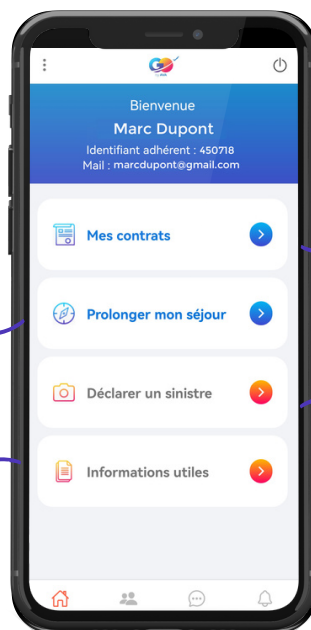 Bienvenue
Marc Dupont
Identifiant adhérent : 450718
Mail : marcdupont@gmail.com
Mes contrats
Prolonger mon séjour
Déclarer un sinistre
Informations utiles